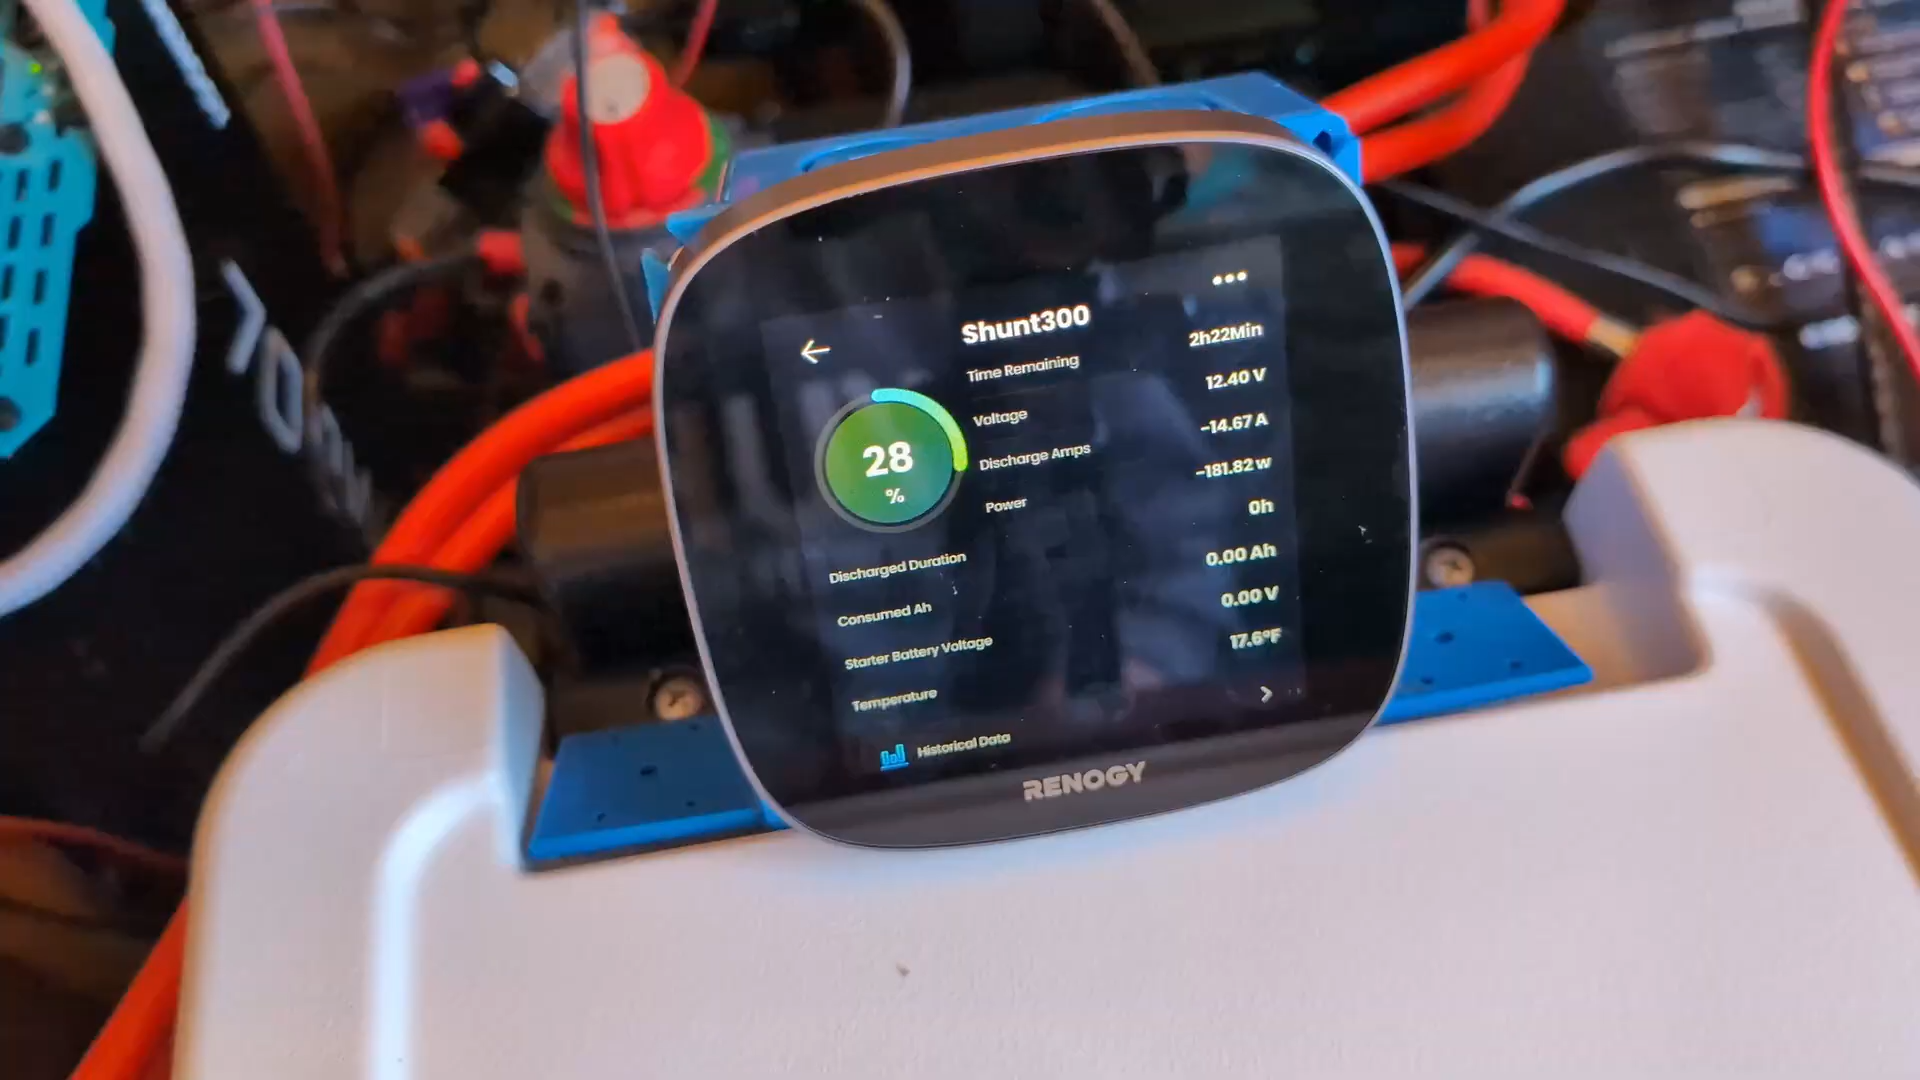 Shunt300
Time Remaining 2h22Min
Voltage 12.40 V
Discharge Amps -14.67 A
Power -181.82 w
28
%
Discharged Duration 0h
Consumed Ah 0.00 Ah
Starter Battery Voltage 0.00 V
Temperature 17.6°F
Historical Data
RENOGY